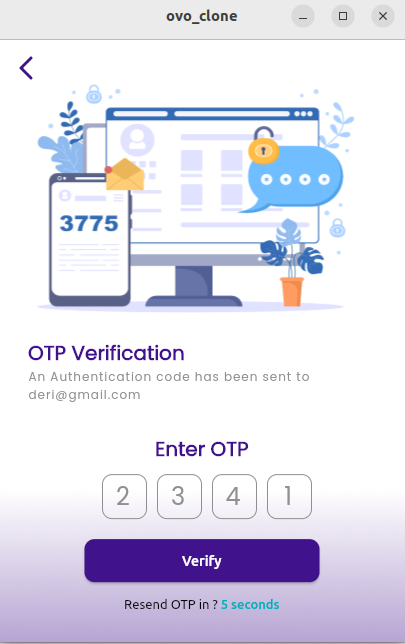 ovo_clone
3775
OTP Verification
An Authentication code has been sent to
deri@gmail.com
Enter OTP
2 3 4 1
Verify
Resend OTP in ? 5 seconds